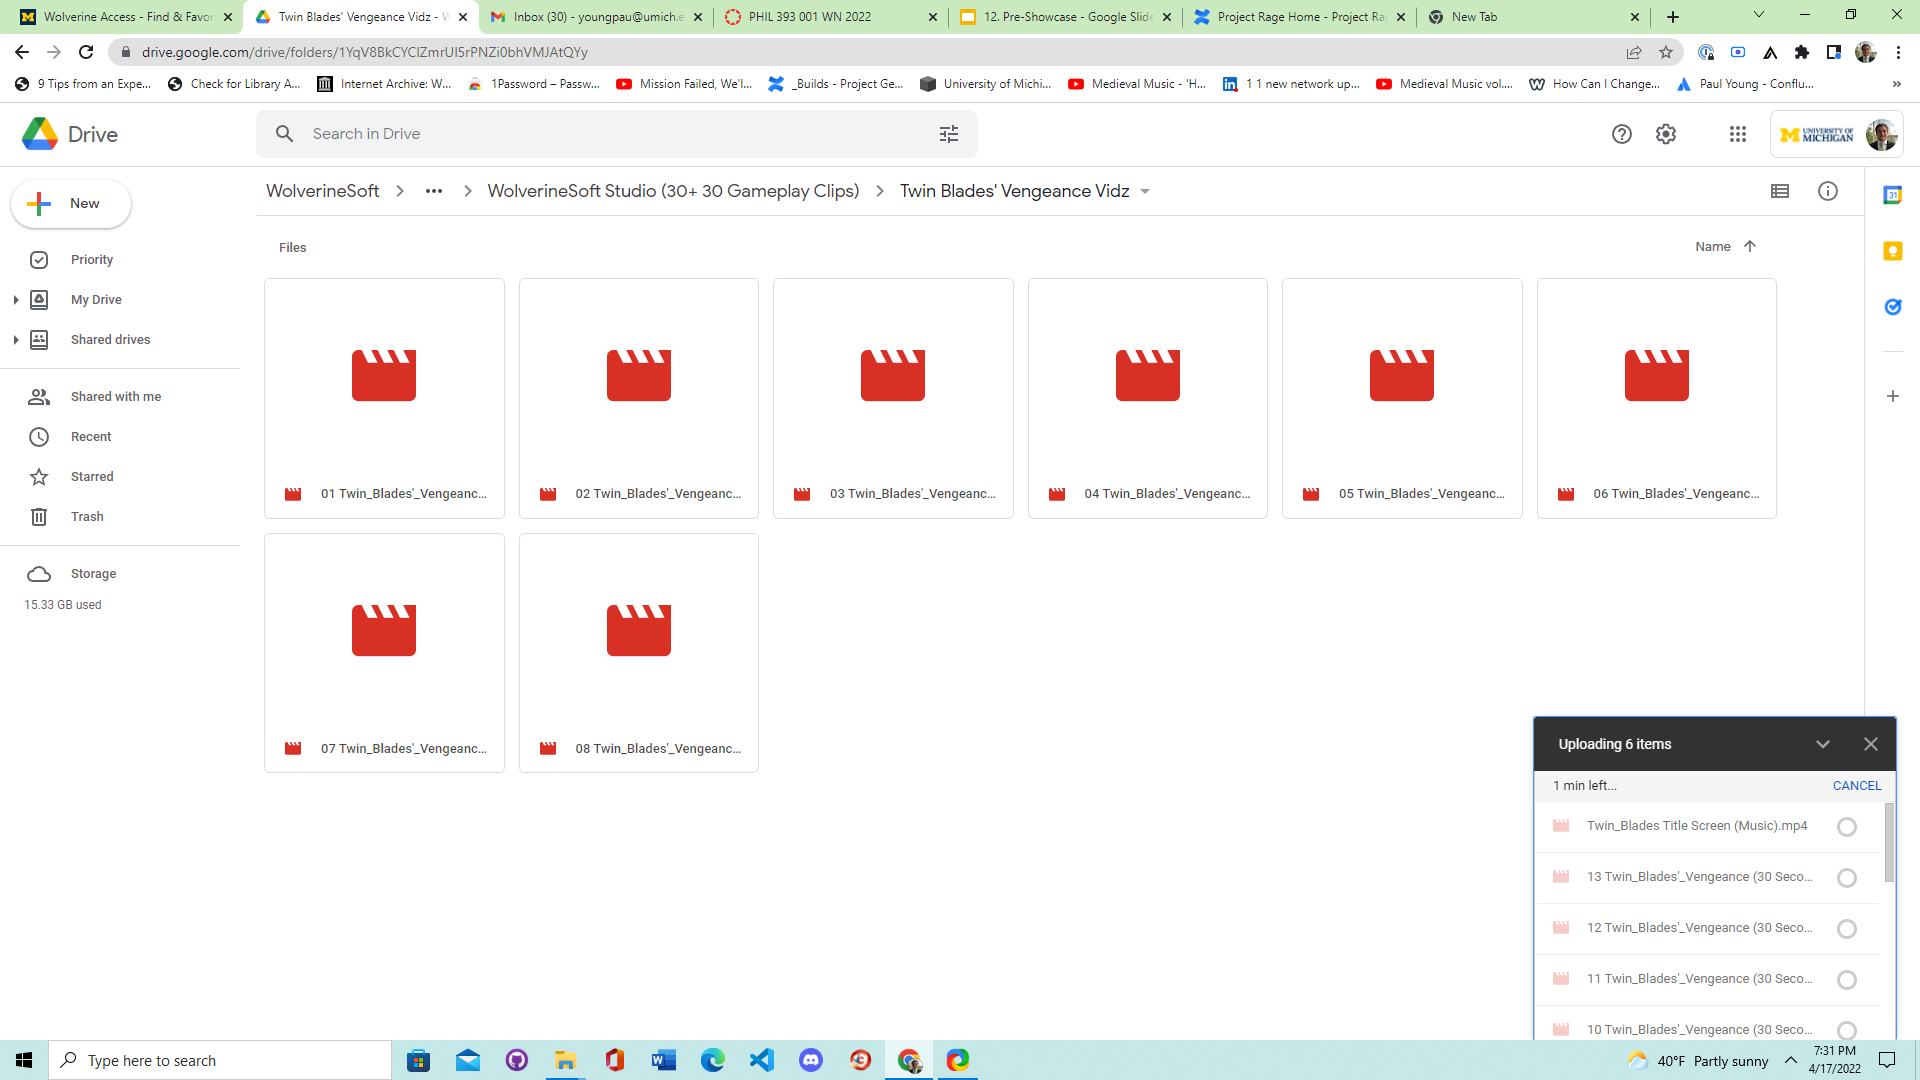 Wolverine Access - Find & Favor
Twin Blades' Vengeance Vidz - W
Inbox (30) - youngpau@umich.e
PHIL 393 001 WN 2022
12. Pre-Showcase - Google Slide
Project Rage Home - Project Rag
New Tab
drive.google.com/drive/folders/1YqV8BkCYClZmrUI5rPNZi0bhVMJAtQYy
9 Tips from an Expe...
Check for Library A...
Internet Archive: W...
1Password – Passw...
Mission Failed, We'l...
_Builds - Project Ge...
University of Michi...
Medieval Music - 'H...
1 1 new network up...
Medieval Music vol....
How Can I Change...
Paul Young - Conflu...
»
Drive
Search in Drive
UNIVERSITY OF MICHIGAN
New
WolverineSoft
WolverineSoft Studio (30+ 30 Gameplay Clips)
Twin Blades' Vengeance Vidz
Priority
My Drive
Shared drives
Shared with me
Recent
Starred
Trash
Storage
15.33 GB used
Files
Name
01 Twin_Blades'_Vengeanc...
02 Twin_Blades'_Vengeanc...
03 Twin_Blades'_Vengeanc...
04 Twin_Blades'_Vengeanc...
05 Twin_Blades'_Vengeanc...
06 Twin_Blades'_Vengeanc...
07 Twin_Blades'_Vengeanc...
08 Twin_Blades'_Vengeanc...
31
Uploading 6 items
1 min left...
CANCEL
Twin_Blades Title Screen (Music).mp4
13 Twin_Blades'_Vengeance (30 Seco...
12 Twin_Blades'_Vengeance (30 Seco...
11 Twin_Blades'_Vengeance (30 Seco...
10 Twin_Blades'_Vengeance (30 Seco...
Type here to search
40°F Partly sunny
7:31 PM
4/17/2022